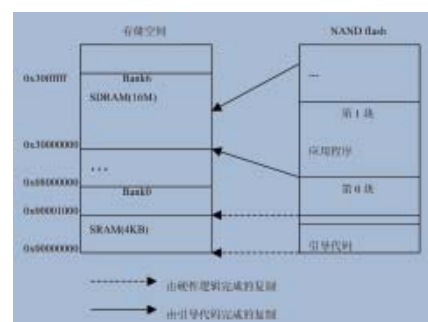 存储空间
NAND flash
0x30ffffff
Bank6
SDRAM(16M)
...
第 1 块
0x30000000
应用程序
...
0x08000000
第 0 块
Bank0
0x00001000
SRAM(4KB)
引导代码
0x00000000
由硬件逻辑完成的复制
由引导代码完成的复制